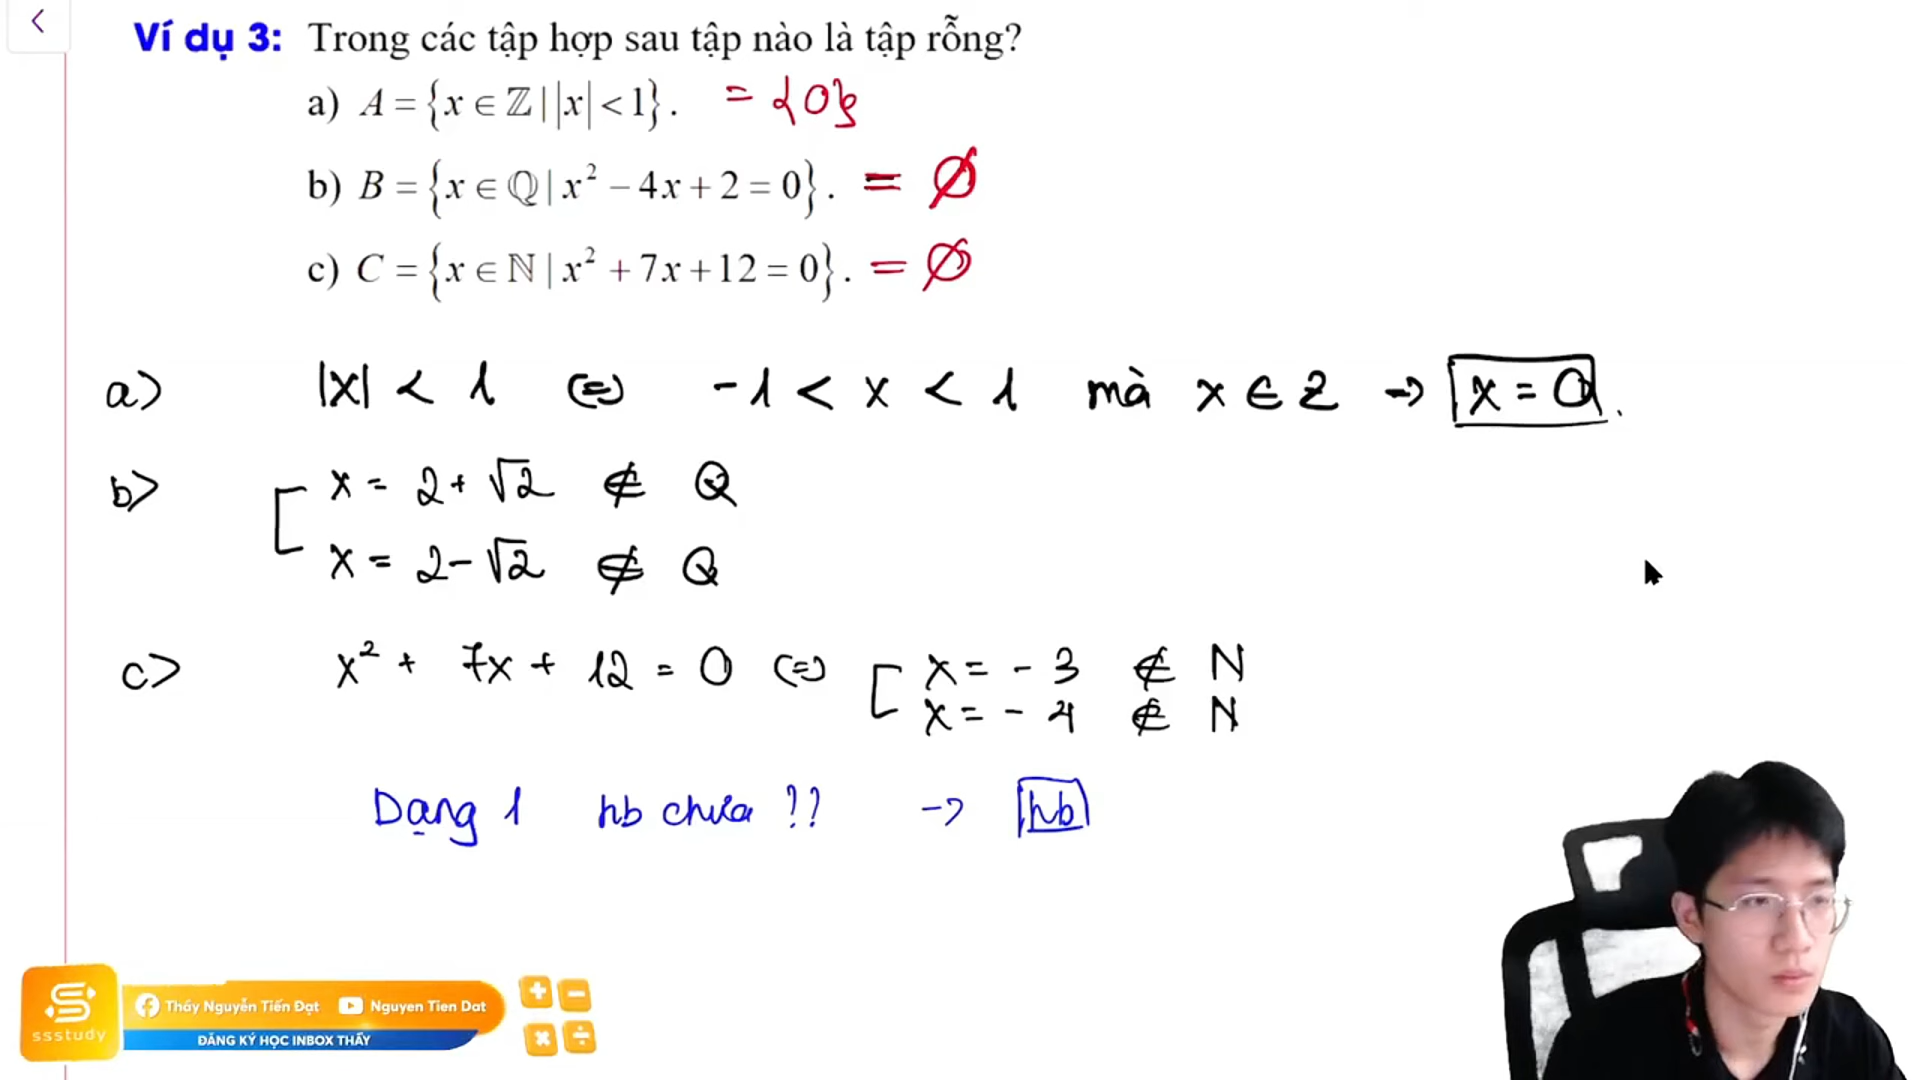 Ví dụ 3: Trong các tập hợp sau tập nào là tập rỗng?
a) A = {x ∈ ℤ | |x| < 1}. = {0}
b) B = {x ∈ ℚ | x² − 4x + 2 = 0}. = ∅
c) C = {x ∈ ℕ | x² + 7x + 12 = 0}. = ∅
a) |x| < 1 ⇔ -1 < x < 1 mà x ∈ Z → x = 0.
b) [ x = 2 + √2 ∉ Q
x = 2 - √2 ∉ Q
c) x² + 7x + 12 = 0 ⇔ [ x = - 3 ∉ N
x = - 4 ∉ N
Dạng 1 hb chưa ?? → hb
Thầy Nguyễn Tiến Đạt Nguyen Tien Dat
ssstudy
ĐĂNG KÝ HỌC INBOX THẦY